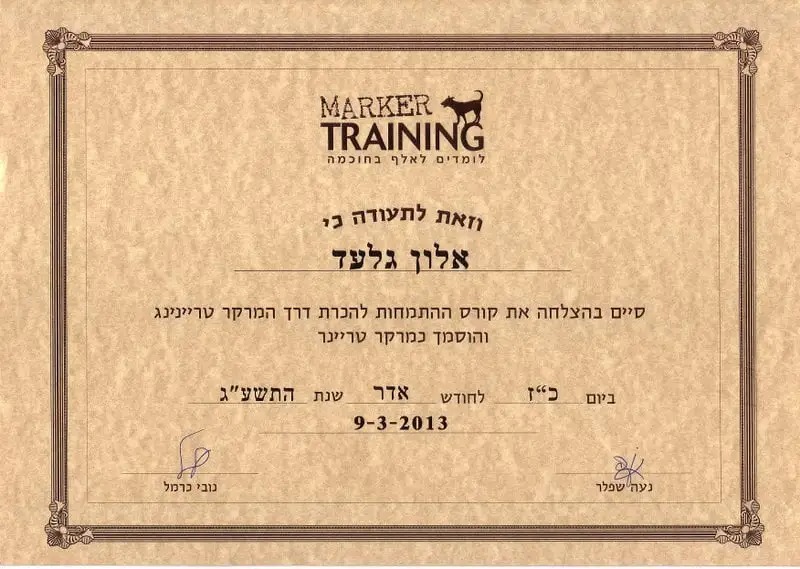 MARKER
TRAINING
לומדים לאלף בחוכמה
וזאת לתעודה כי
אלון גלעד
סיים בהצלחה את קורס ההתמחות להכרת דרך המרקר טריינינג
והוסמך כמרקר טריינר
ביום כ“ז לחודש אדר שנת התשע”ג
9-3-2013
נעה שפלר נובי כרמל